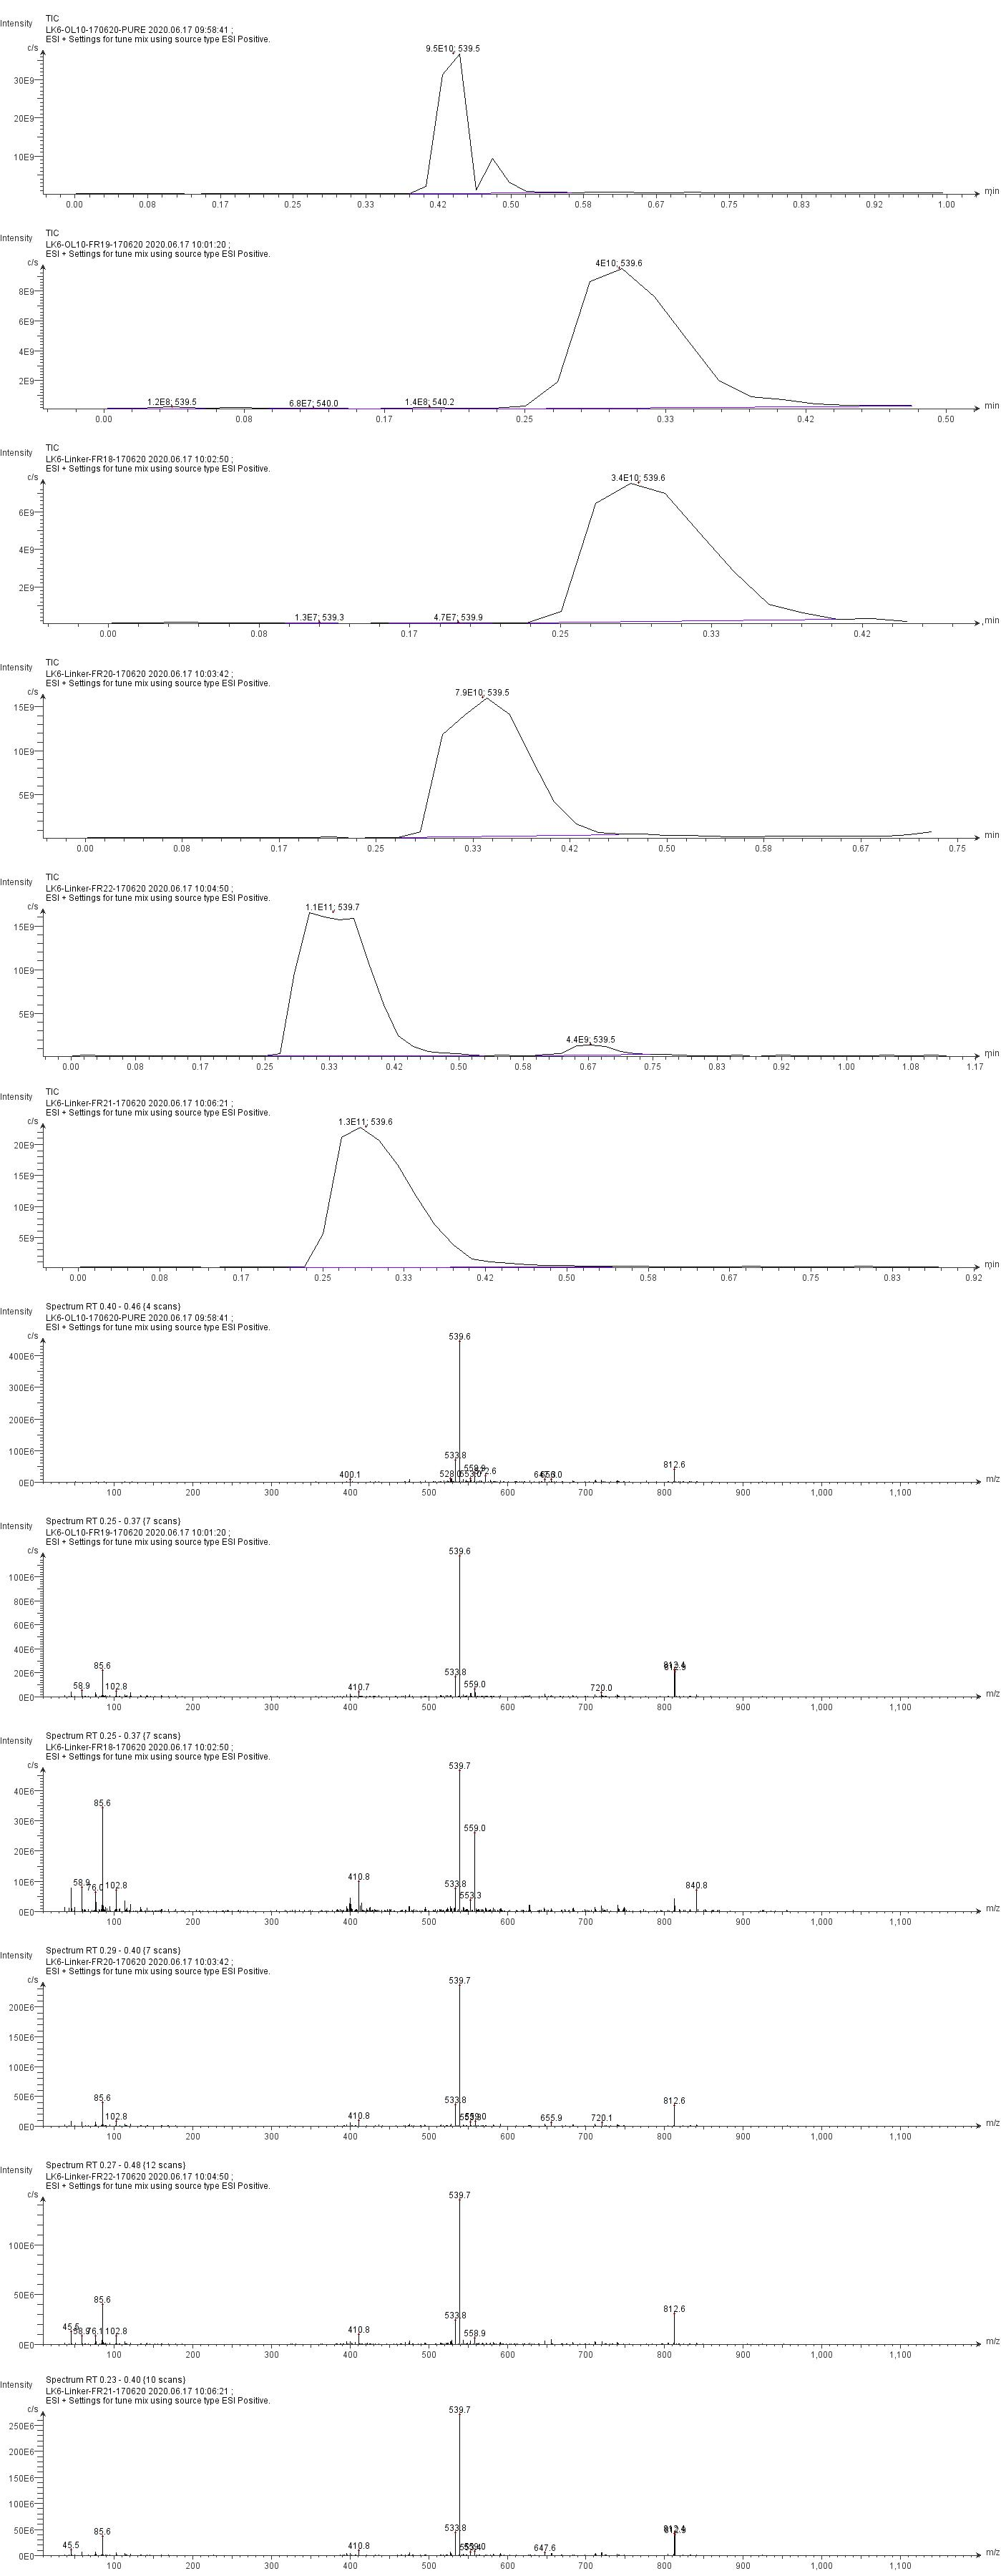 TIC
Intensity LK6-OL10-170620-PURE 2020.06.17 09:58:41 ;
ESI + Settings for tune mix using source type ESI Positive.
c/s 9.5E10; 539.5
30E9
20E9
10E9
min
0.00 0.08 0.17 0.25 0.33 0.42 0.50 0.58 0.67 0.75 0.83 0.92 1.00
TIC
Intensity LK6-OL10-FR19-170620 2020.06.17 10:01:20 ;
ESI + Settings for tune mix using source type ESI Positive.
c/s 4E10; 539.6
8E9
6E9
4E9
2E9
1.2E8; 539.5 6.8E7; 540.0 1.4E8; 540.2
min
0.00 0.08 0.17 0.25 0.33 0.42 0.50
TIC
Intensity LK6-Linker-FR18-170620 2020.06.17 10:02:50 ;
ESI + Settings for tune mix using source type ESI Positive.
c/s 3.4E10; 539.6
6E9
4E9
2E9
1.3E7; 539.3 4.7E7; 539.9
min
0.00 0.08 0.17 0.25 0.33 0.42
TIC
Intensity LK6-Linker-FR20-170620 2020.06.17 10:03:42 ;
ESI + Settings for tune mix using source type ESI Positive.
c/s 7.9E10; 539.5
15E9
10E9
5E9
min
0.00 0.08 0.17 0.25 0.33 0.42 0.50 0.58 0.67 0.75
TIC
Intensity LK6-Linker-FR22-170620 2020.06.17 10:04:50 ;
ESI + Settings for tune mix using source type ESI Positive.
c/s 1.1E11; 539.7
15E9
10E9
5E9
4.4E9; 539.5
min
0.00 0.08 0.17 0.25 0.33 0.42 0.50 0.58 0.67 0.75 0.83 0.92 1.00 1.08 1.17
TIC
Intensity LK6-Linker-FR21-170620 2020.06.17 10:06:21 ;
ESI + Settings for tune mix using source type ESI Positive.
c/s 1.3E11; 539.6
20E9
15E9
10E9
5E9
min
0.00 0.08 0.17 0.25 0.33 0.42 0.50 0.58 0.67 0.75 0.83 0.92
Spectrum RT 0.40 - 0.46 {4 scans}
Intensity LK6-OL10-170620-PURE 2020.06.17 09:58:41 ;
ESI + Settings for tune mix using source type ESI Positive.
c/s 539.6
400E6
300E6
200E6
100E6
533.8
812.6
400.1
0E0 m/z
100 200 300 400 500 600 700 800 900 1,000 1,100
Spectrum RT 0.25 - 0.37 {7 scans}
Intensity LK6-OL10-FR19-170620 2020.06.17 10:01:20 ;
ESI + Settings for tune mix using source type ESI Positive.
c/s 539.6
100E6
80E6
60E6
40E6
20E6
85.6
533.8
58.9 102.8 410.7 559.0 720.0
0E0 m/z
100 200 300 400 500 600 700 800 900 1,000 1,100
Spectrum RT 0.25 - 0.37 {7 scans}
Intensity LK6-Linker-FR18-170620 2020.06.17 10:02:50 ;
ESI + Settings for tune mix using source type ESI Positive.
c/s 539.7
40E6
30E6
20E6
10E6
85.6
559.0
410.8
58.9 76.0 102.8 533.8 840.8
553.3
0E0 m/z
100 200 300 400 500 600 700 800 900 1,000 1,100
Spectrum RT 0.29 - 0.40 {7 scans}
Intensity LK6-Linker-FR20-170620 2020.06.17 10:03:42 ;
ESI + Settings for tune mix using source type ESI Positive.
c/s 539.7
200E6
150E6
100E6
50E6
85.6 533.8 812.6
102.8 410.8 655.9 720.1
0E0 m/z
100 200 300 400 500 600 700 800 900 1,000 1,100
Spectrum RT 0.27 - 0.48 {12 scans}
Intensity LK6-Linker-FR22-170620 2020.06.17 10:04:50 ;
ESI + Settings for tune mix using source type ESI Positive.
c/s 539.7
100E6
50E6
85.6 812.6
533.8
45.5 58.9 76.1 102.8 410.8 558.9
0E0 m/z
100 200 300 400 500 600 700 800 900 1,000 1,100
Spectrum RT 0.23 - 0.40 {10 scans}
Intensity LK6-Linker-FR21-170620 2020.06.17 10:06:21 ;
ESI + Settings for tune mix using source type ESI Positive.
c/s 539.7
250E6
200E6
150E6
100E6
50E6
85.6 533.8
45.5 410.8 647.6
0E0 m/z
100 200 300 400 500 600 700 800 900 1,000 1,100